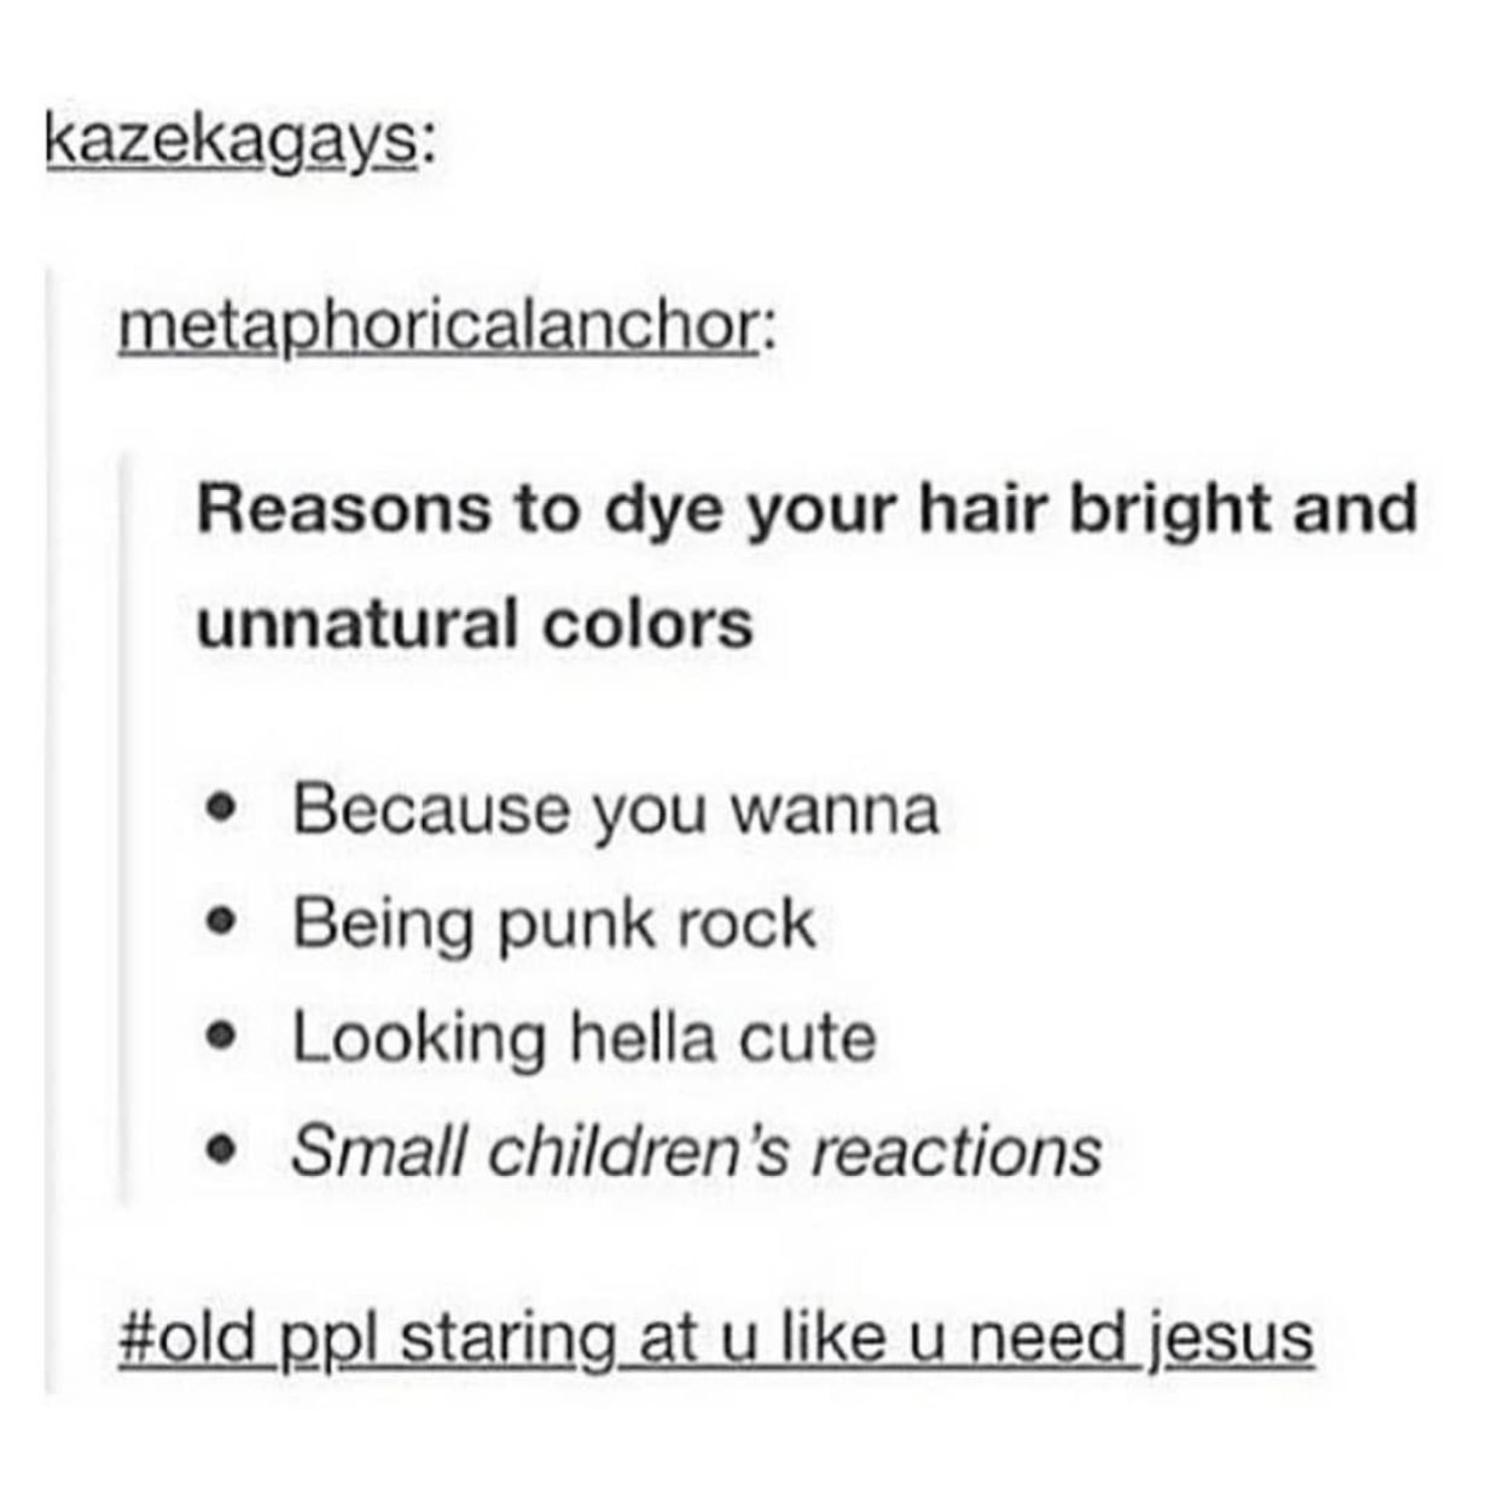 kazekagays:
metaphoricalanchor:
Reasons to dye your hair bright and
unnatural colors
• Because you wanna
• Being punk rock
• Looking hella cute
• Small children's reactions
#old ppl staring at u like u need jesus